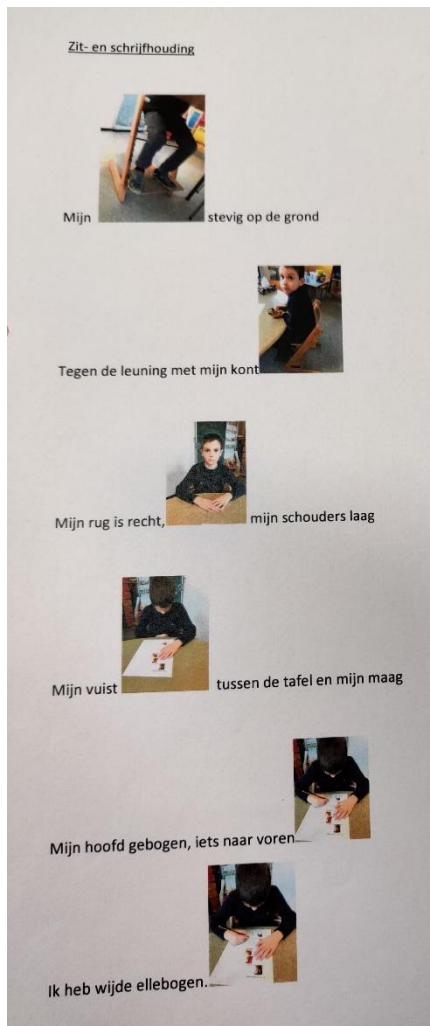 Zit- en schrijfhouding
Mijn stevig op de grond
Tegen de leuning met mijn kont
Mijn rug is recht, mijn schouders laag
Mijn vuist tussen de tafel en mijn maag
Mijn hoofd gebogen, iets naar voren
Ik heb wijde ellebogen.